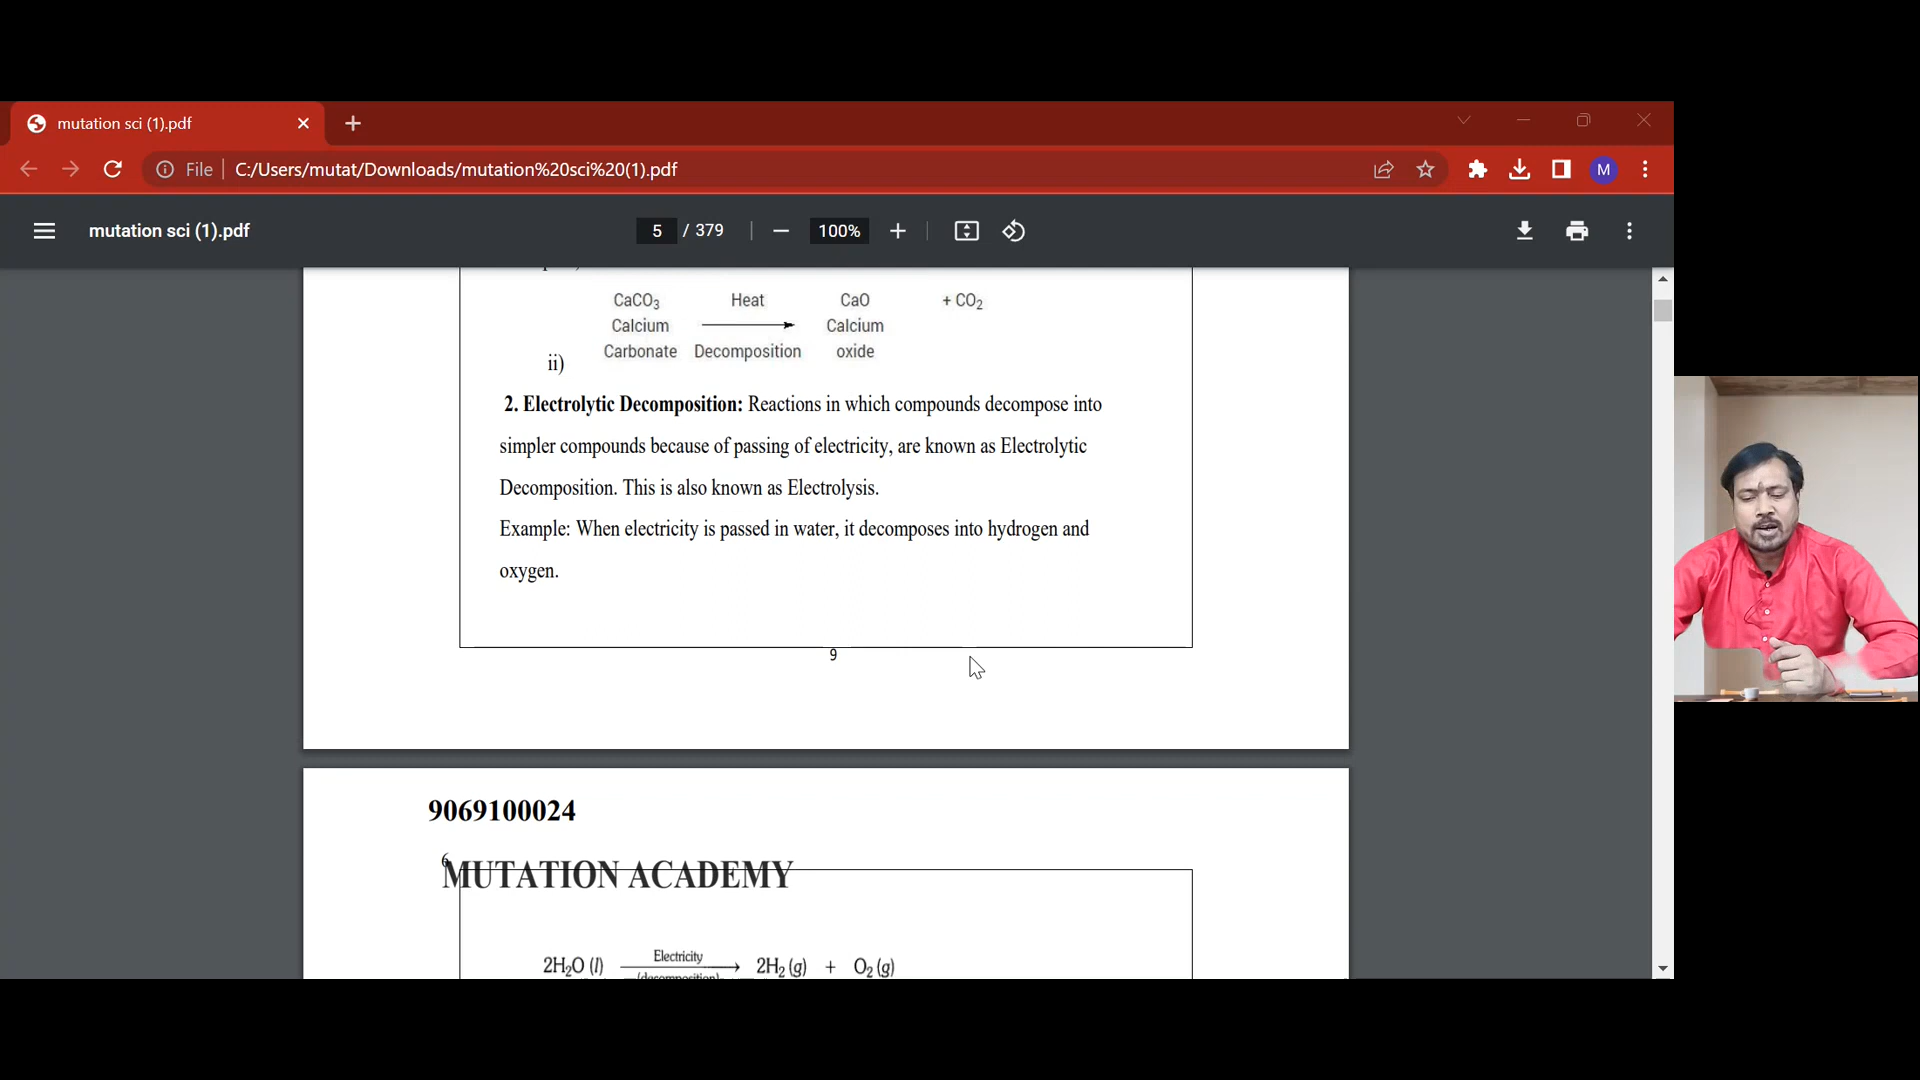 mutation sci (1).pdf
File C:/Users/mutat/Downloads/mutation%20sci%20(1).pdf
M
mutation sci (1).pdf 5 / 379 100%
CaCO₃ Heat CaO + CO₂
Calcium Calcium
Carbonate Decomposition oxide
ii)
2. Electrolytic Decomposition: Reactions in which compounds decompose into
simpler compounds because of passing of electricity, are known as Electrolytic
Decomposition. This is also known as Electrolysis.
Example: When electricity is passed in water, it decomposes into hydrogen and
oxygen.
9
9069100024
6
MUTATION ACADEMY
Electricity
2H₂O (l) → 2H₂ (g) + O₂ (g)
(decomposition)